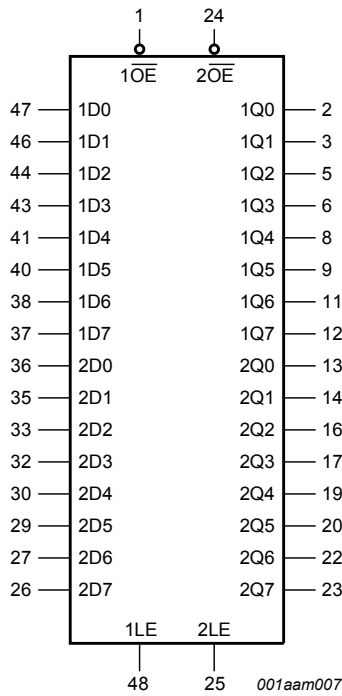 1 24
1O̅E̅ 2O̅E̅
47 1D0 1Q0 2
46 1D1 1Q1 3
44 1D2 1Q2 5
43 1D3 1Q3 6
41 1D4 1Q4 8
40 1D5 1Q5 9
38 1D6 1Q6 11
37 1D7 1Q7 12
36 2D0 2Q0 13
35 2D1 2Q1 14
33 2D2 2Q2 16
32 2D3 2Q3 17
30 2D4 2Q4 19
29 2D5 2Q5 20
27 2D6 2Q6 22
26 2D7 2Q7 23
1LE 2LE
48 25 001aam007